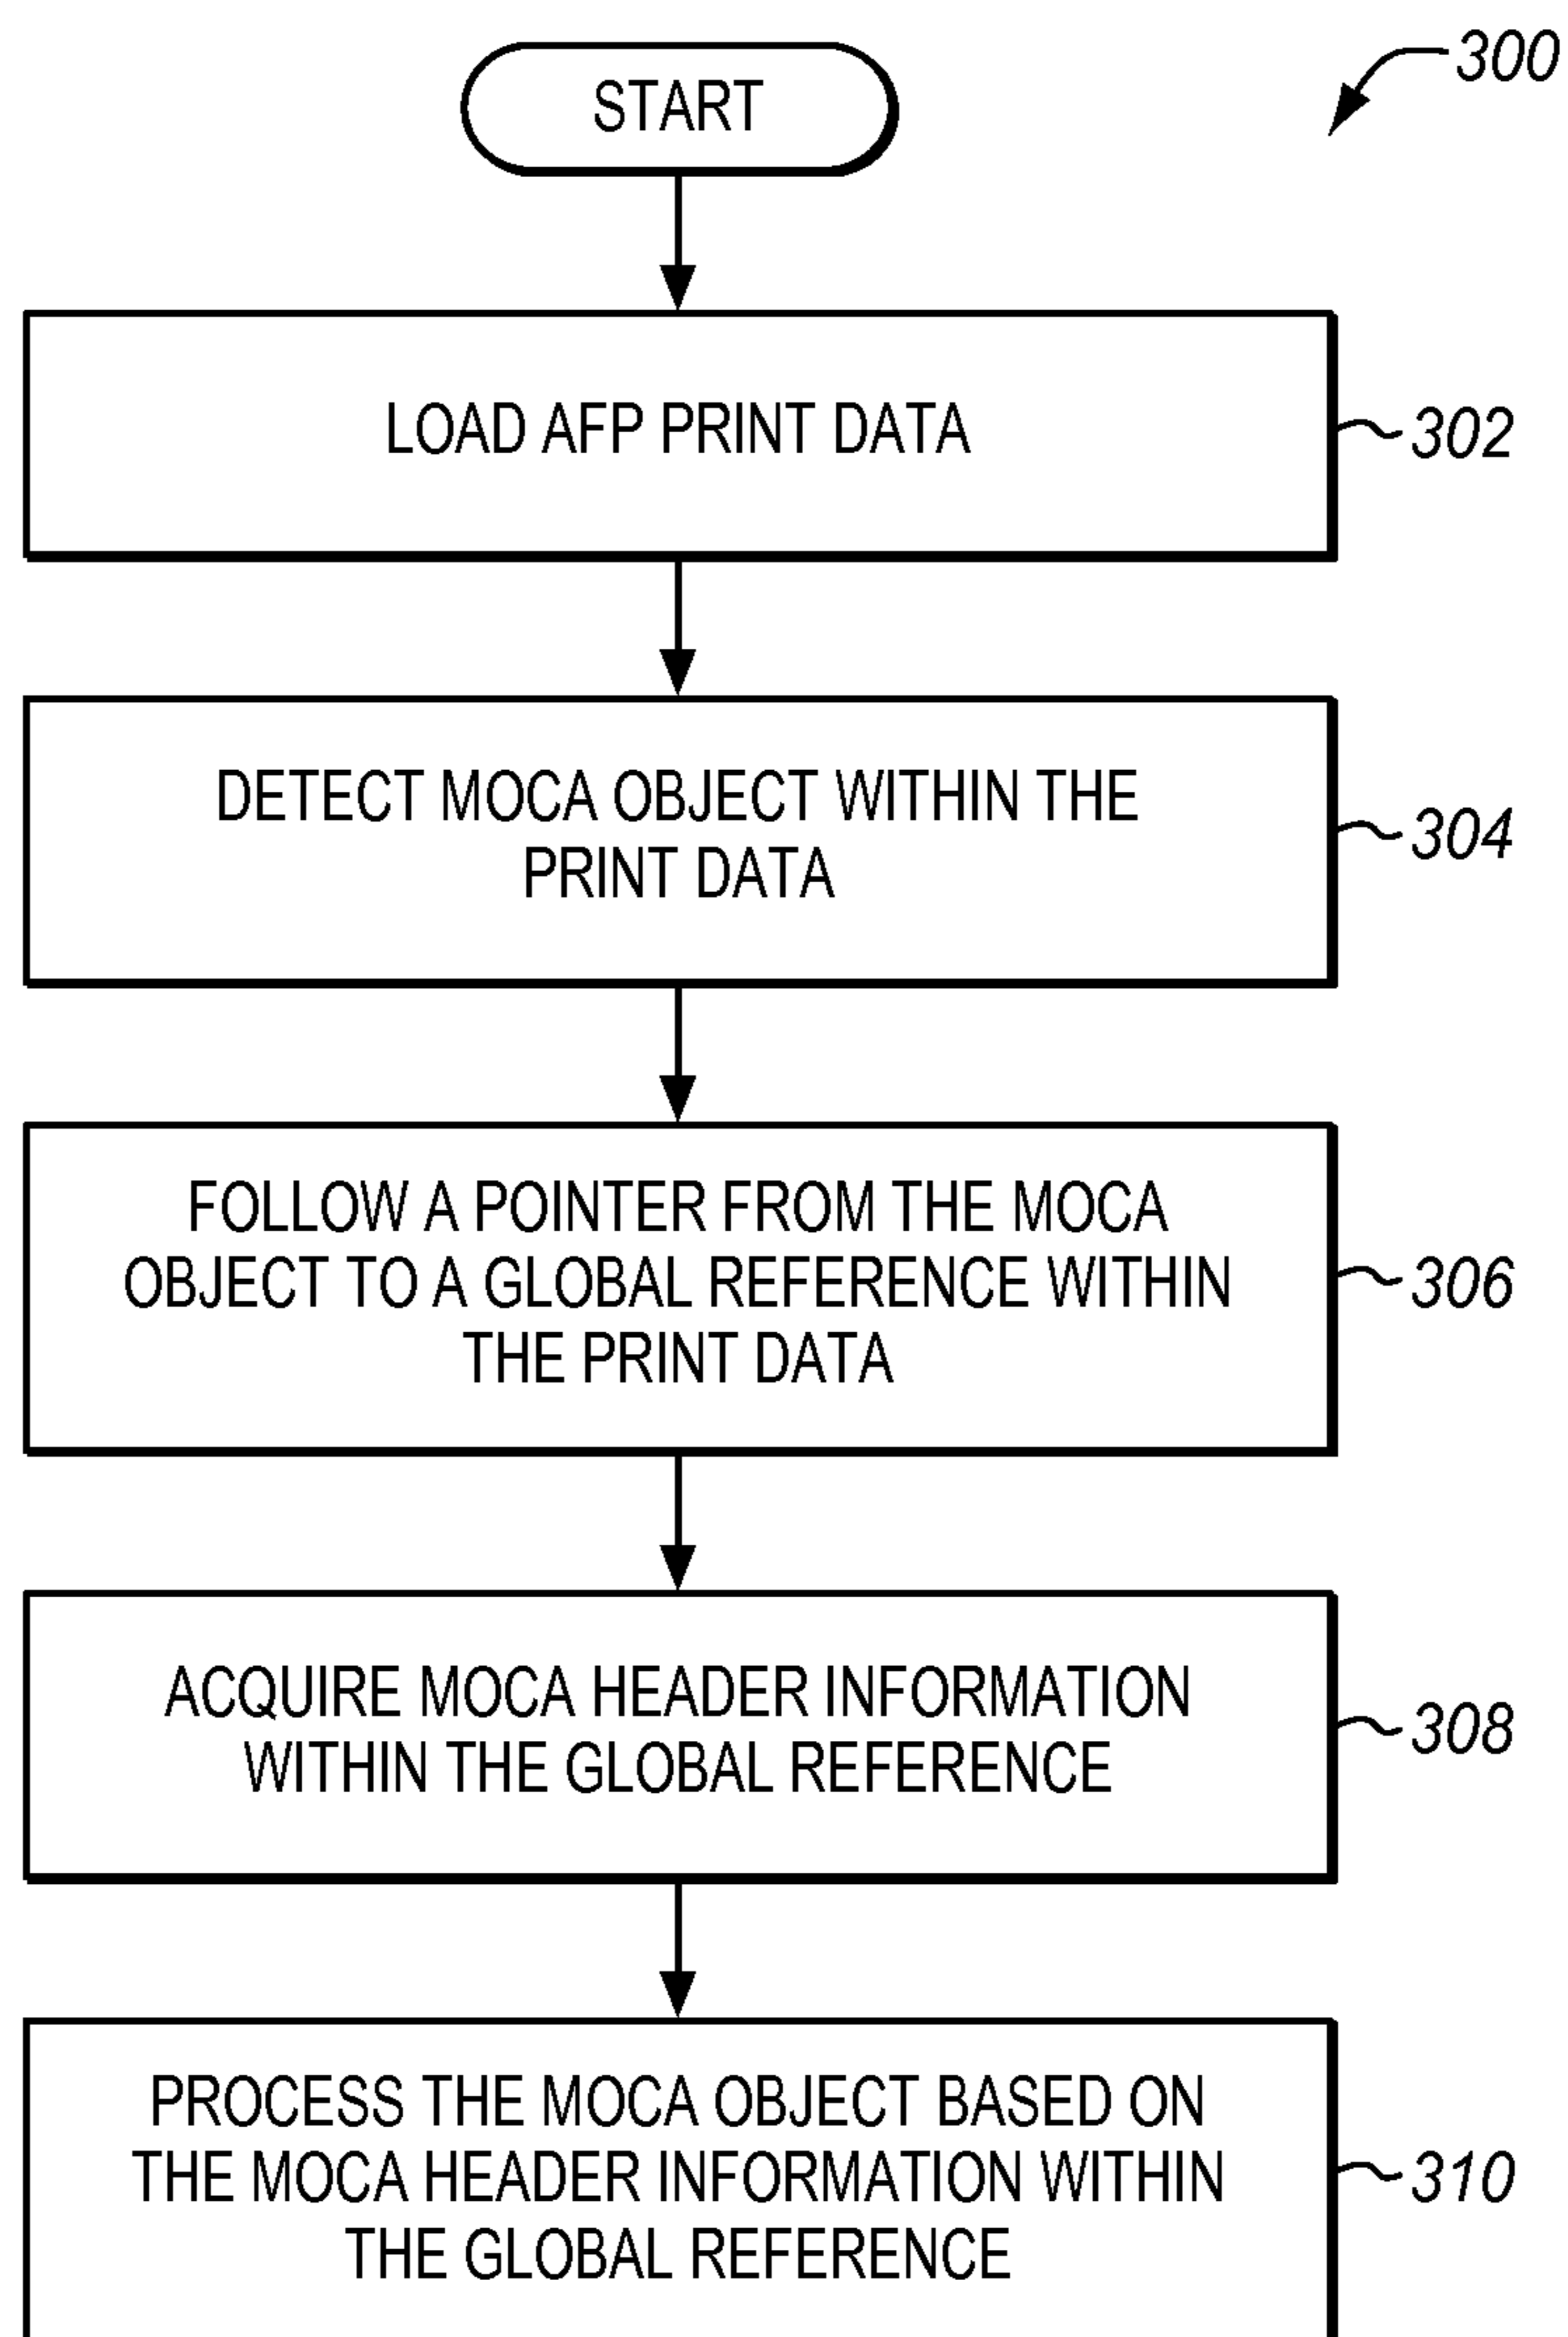 300
START
LOAD AFP PRINT DATA
302
DETECT MOCA OBJECT WITHIN THE
PRINT DATA
304
FOLLOW A POINTER FROM THE MOCA
OBJECT TO A GLOBAL REFERENCE WITHIN
THE PRINT DATA
306
ACQUIRE MOCA HEADER INFORMATION
WITHIN THE GLOBAL REFERENCE
308
PROCESS THE MOCA OBJECT BASED ON
THE MOCA HEADER INFORMATION WITHIN
THE GLOBAL REFERENCE
310